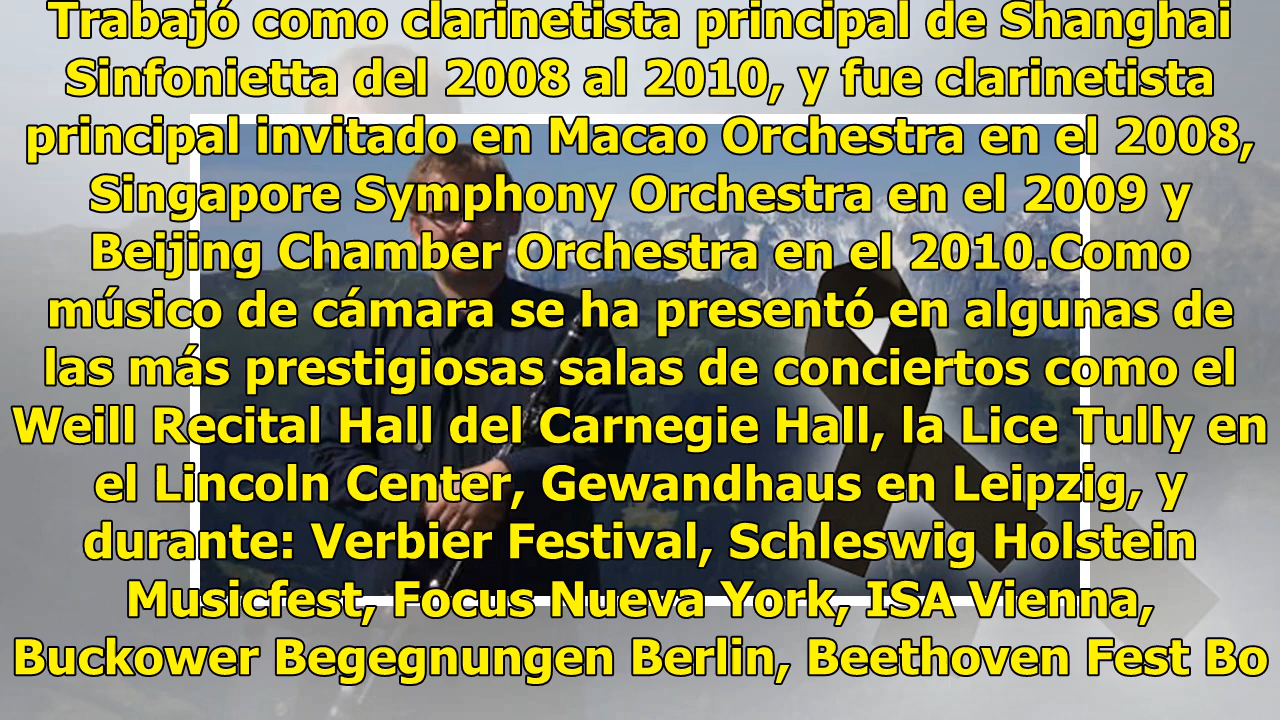 Trabajó como clarinetista principal de Shanghai
Sinfonietta del 2008 al 2010, y fue clarinetista
principal invitado en Macao Orchestra en el 2008,
Singapore Symphony Orchestra en el 2009 y
Beijing Chamber Orchestra en el 2010.Como
músico de cámara se ha presentó en algunas de
las más prestigiosas salas de conciertos como el
Weill Recital Hall del Carnegie Hall, la Lice Tully en
el Lincoln Center, Gewandhaus en Leipzig, y
durante: Verbier Festival, Schleswig Holstein
Musicfest, Focus Nueva York, ISA Vienna,
Buckower Begegnungen Berlin, Beethoven Fest Bo